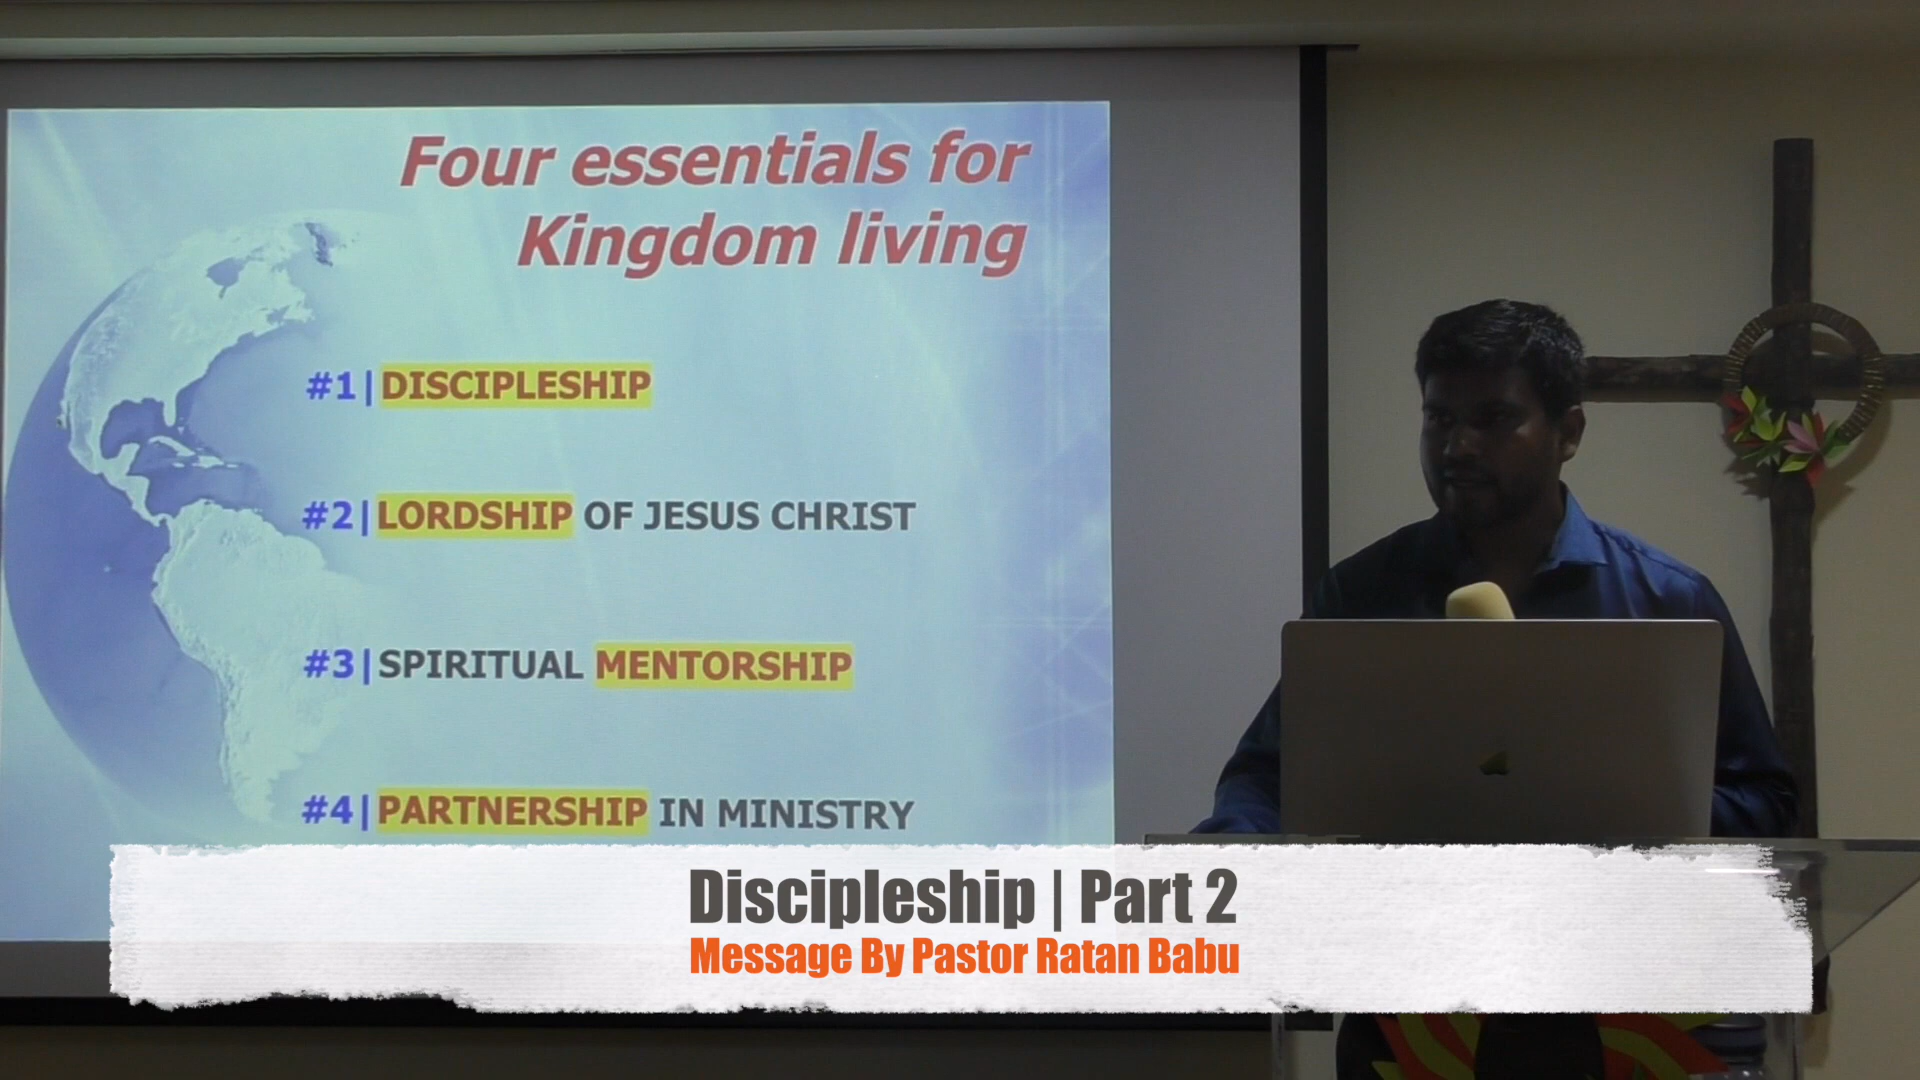 Four essentials for
Kingdom living
#1|DISCIPLESHIP
#2|LORDSHIP OF JESUS CHRIST
#3|SPIRITUAL MENTORSHIP
#4|PARTNERSHIP IN MINISTRY
Discipleship | Part 2
Message By Pastor Ratan Babu